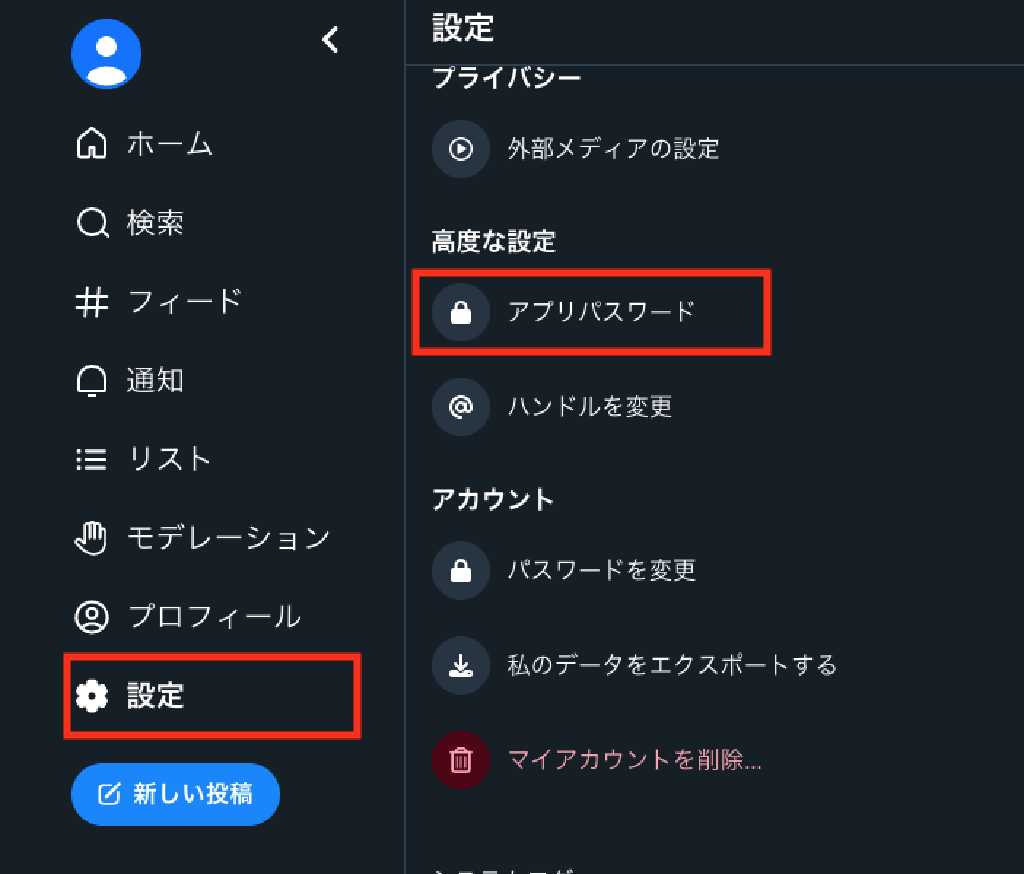 ホーム
検索
フィード
通知
リスト
モデレーション
プロフィール
設定
新しい投稿
設定
プライバシー
外部メディアの設定
高度な設定
アプリパスワード
ハンドルを変更
アカウント
パスワードを変更
私のデータをエクスポートする
マイアカウントを削除...